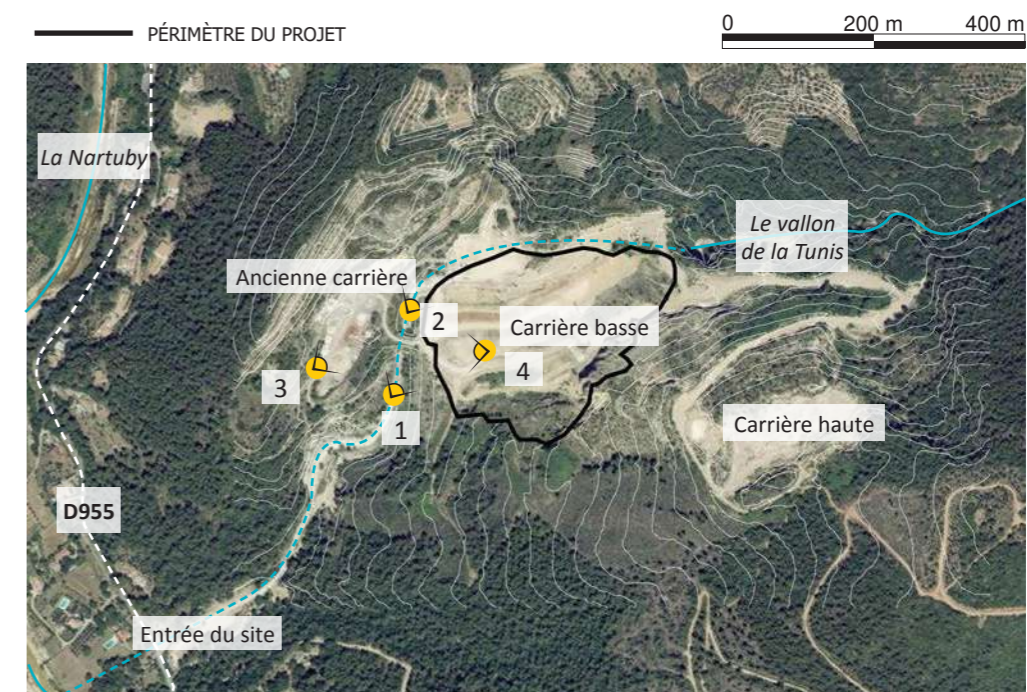 PÉRIMÈTRE DU PROJET
0 200 m 400 m
La Nartuby
Le vallon
de la Tunis
Ancienne carrière
2
Carrière basse
3
4
1
Carrière haute
D955
Entrée du site